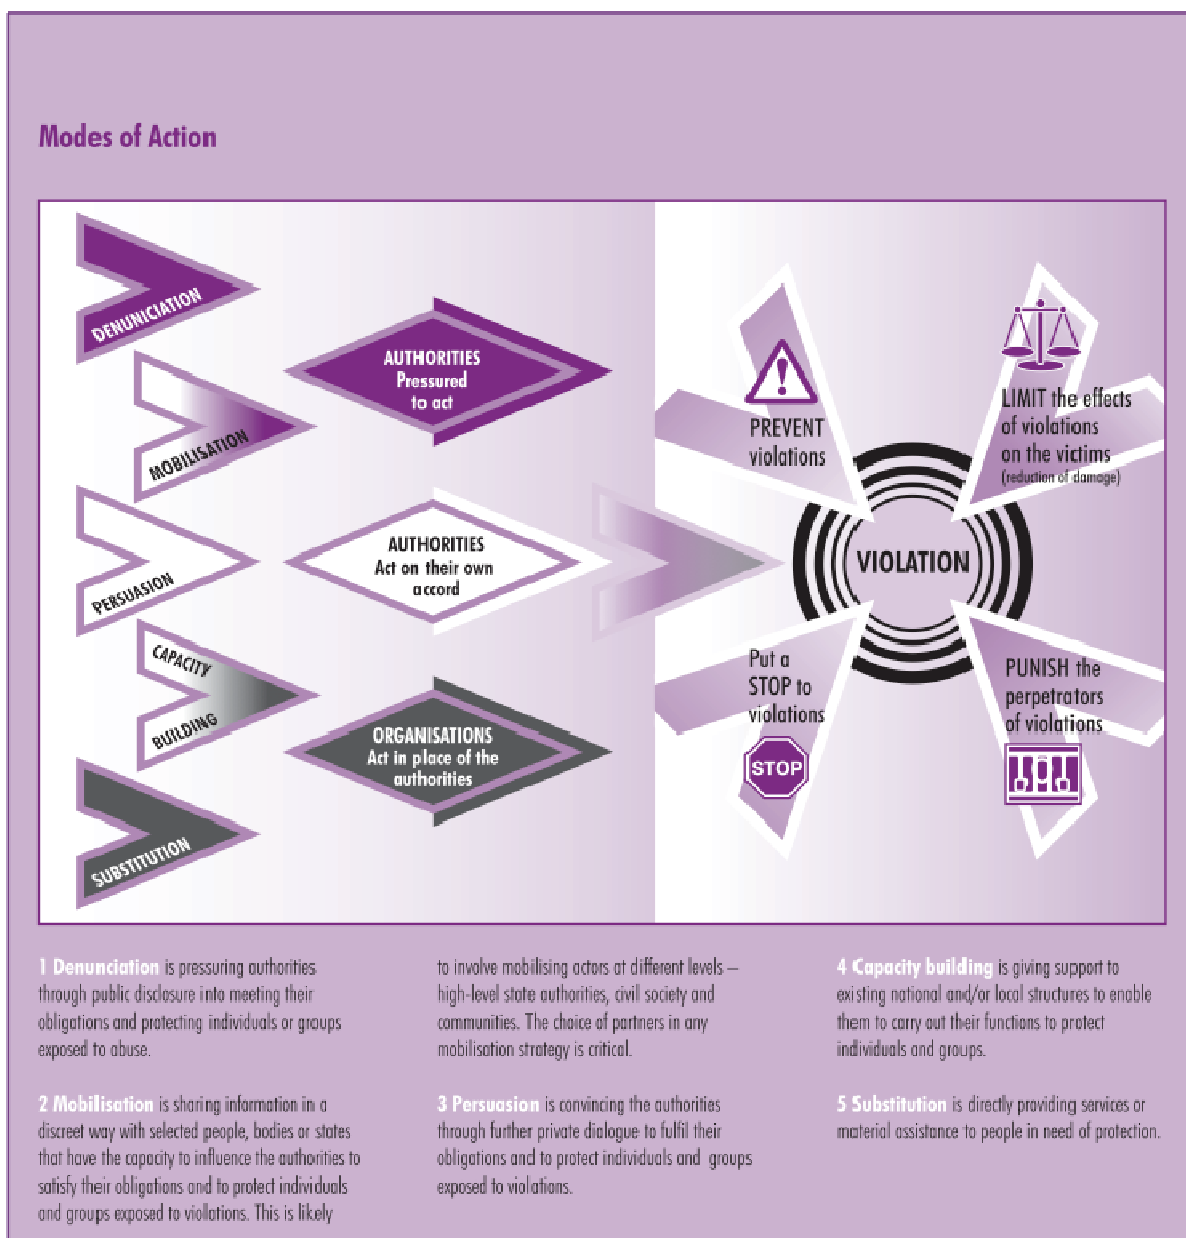 Modes of Action
DENUNICIATION
MOBILISATION
PERSUASION
CAPACITY
BUILDING
SUBSTITUTION
AUTHORITIES
Pressured
to act
AUTHORITIES
Act on their own
accord
ORGANISATIONS
Act in place of the
authorities
PREVENT
violations
LIMIT the effects
of violations
on the victims
(reduction of damage)
VIOLATION
Put a
STOP to
violations
STOP
PUNISH the
perpetrators
of violations
1 Denunciation is pressuring authorities
through public disclosure into meeting their
obligations and protecting individuals or groups
exposed to abuse.
2 Mobilisation is sharing information in a
discreet way with selected people, bodies or states
that have the capacity to influence the authorities to
satisfy their obligations and to protect individuals
and groups exposed to violations. This is likely
to involve mobilising actors at different levels –
high-level state authorities, civil society and
communities. The choice of partners in any
mobilisation strategy is critical.
3 Persuasion is convincing the authorities
through further private dialogue to fulfil their
obligations and to protect individuals and groups
exposed to violations.
4 Capacity building is giving support to
existing national and/or local structures to enable
them to carry out their functions to protect
individuals and groups.
5 Substitution is directly providing services or
material assistance to people in need of protection.